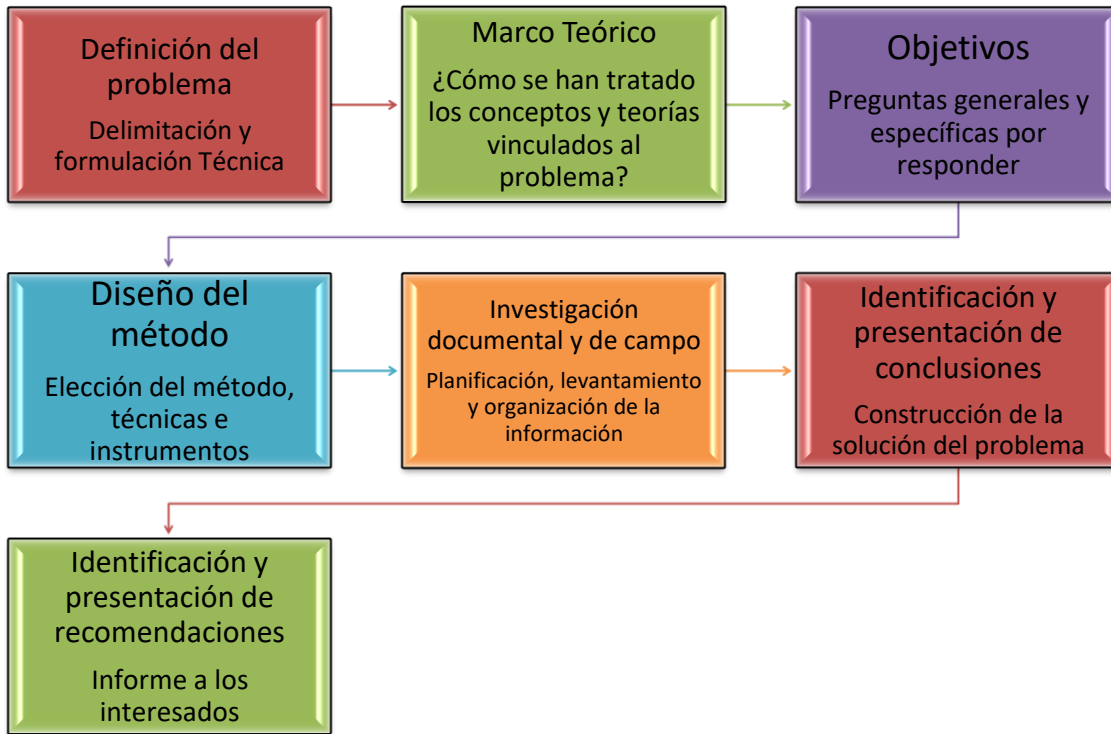 Definición del
problema
Delimitación y
formulación Técnica
Marco Teórico
¿Cómo se han tratado
los conceptos y teorías
vinculados al
problema?
Objetivos
Preguntas generales y
específicas por
responder
Diseño del
método
Elección del método,
técnicas e
instrumentos
Investigación
documental y de campo
Planificación, levantamiento
y organización de la
información
Identificación y
presentación de
conclusiones
Construcción de la
solución del problema
Identificación y
presentación de
recomendaciones
Informe a los
interesados